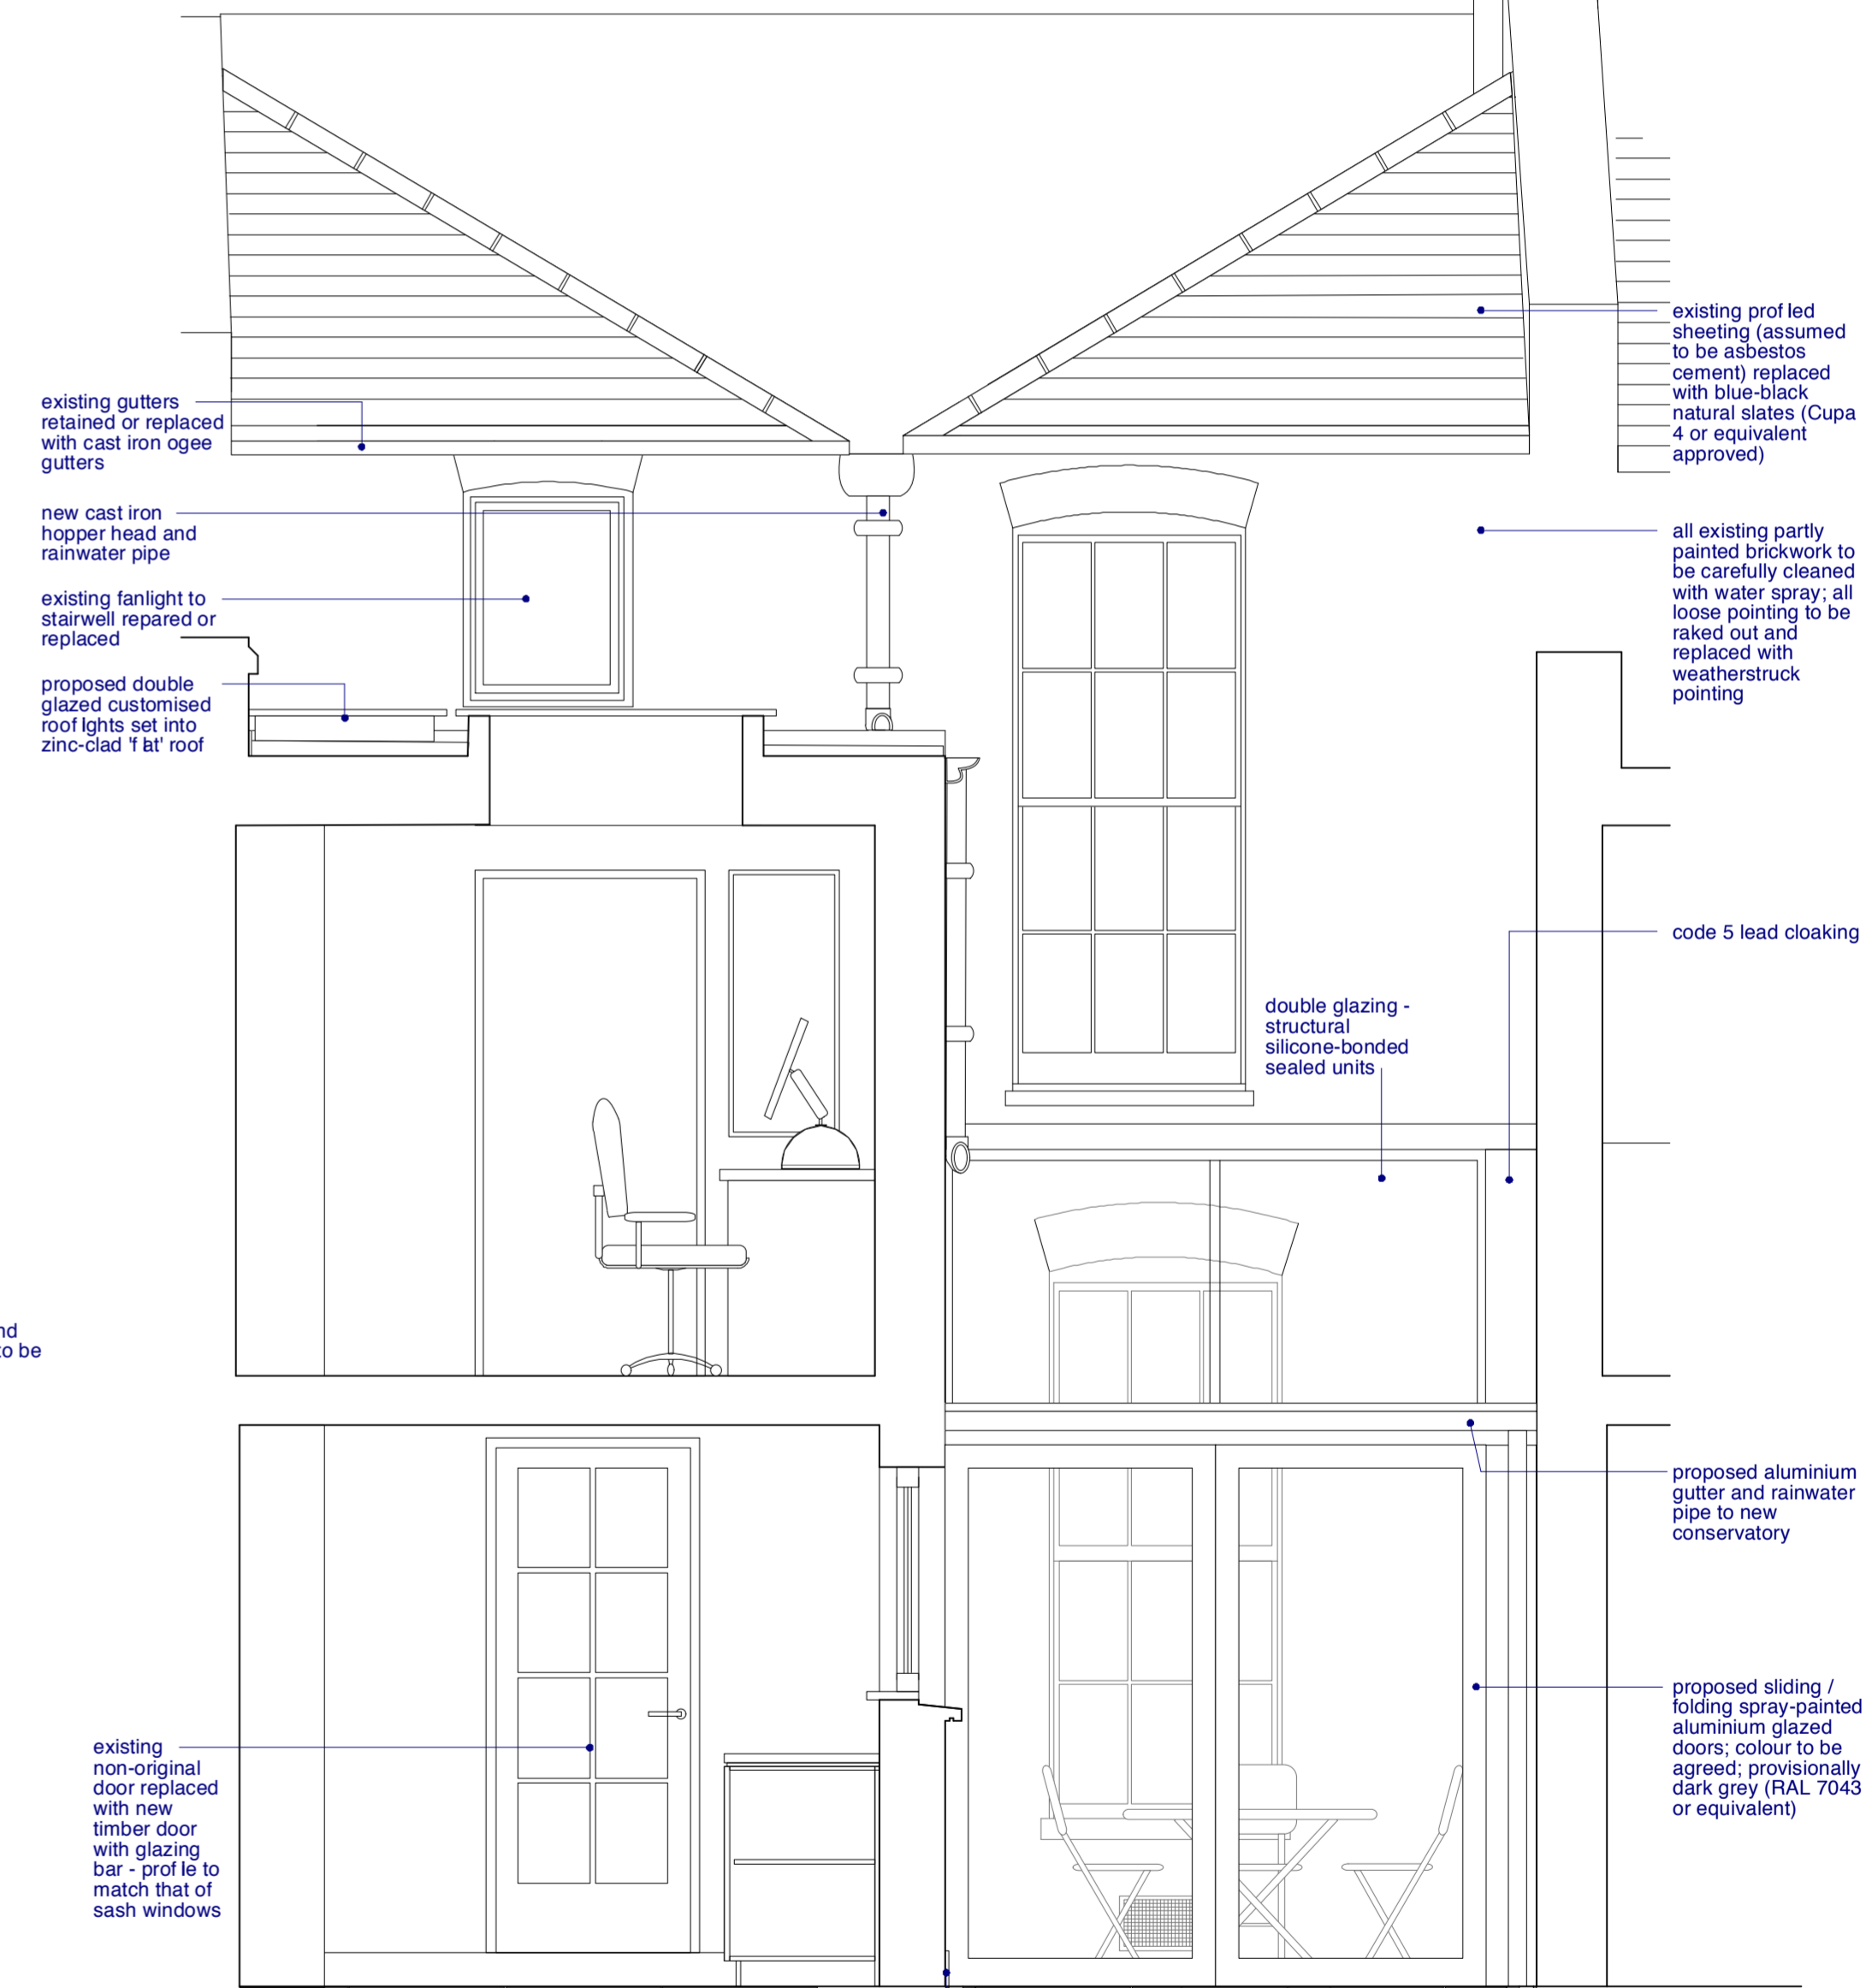 existing gutters
retained or replaced
with cast iron ogee
gutters
new cast iron
hopper head and
rainwater pipe
existing fanlight to
stairwell repared or
replaced
proposed double
glazed customised
roof lghts set into
zinc-clad 'f lat' roof
nd
to be
existing
non-original
door replaced
with new
timber door
with glazing
bar - prof le to
match that of
sash windows
double glazing -
structural
silicone-bonded
sealed units
existing prof led
sheeting (assumed
to be asbestos
cement) replaced
with blue-black
natural slates (Cupa
4 or equivalent
approved)
all existing partly
painted brickwork to
be carefully cleaned
with water spray; all
loose pointing to be
raked out and
replaced with
weatherstruck
pointing
code 5 lead cloaking
proposed aluminium
gutter and rainwater
pipe to new
conservatory
proposed sliding /
folding spray-painted
aluminium glazed
doors; colour to be
agreed; provisionally
dark grey (RAL 7043
or equivalent)